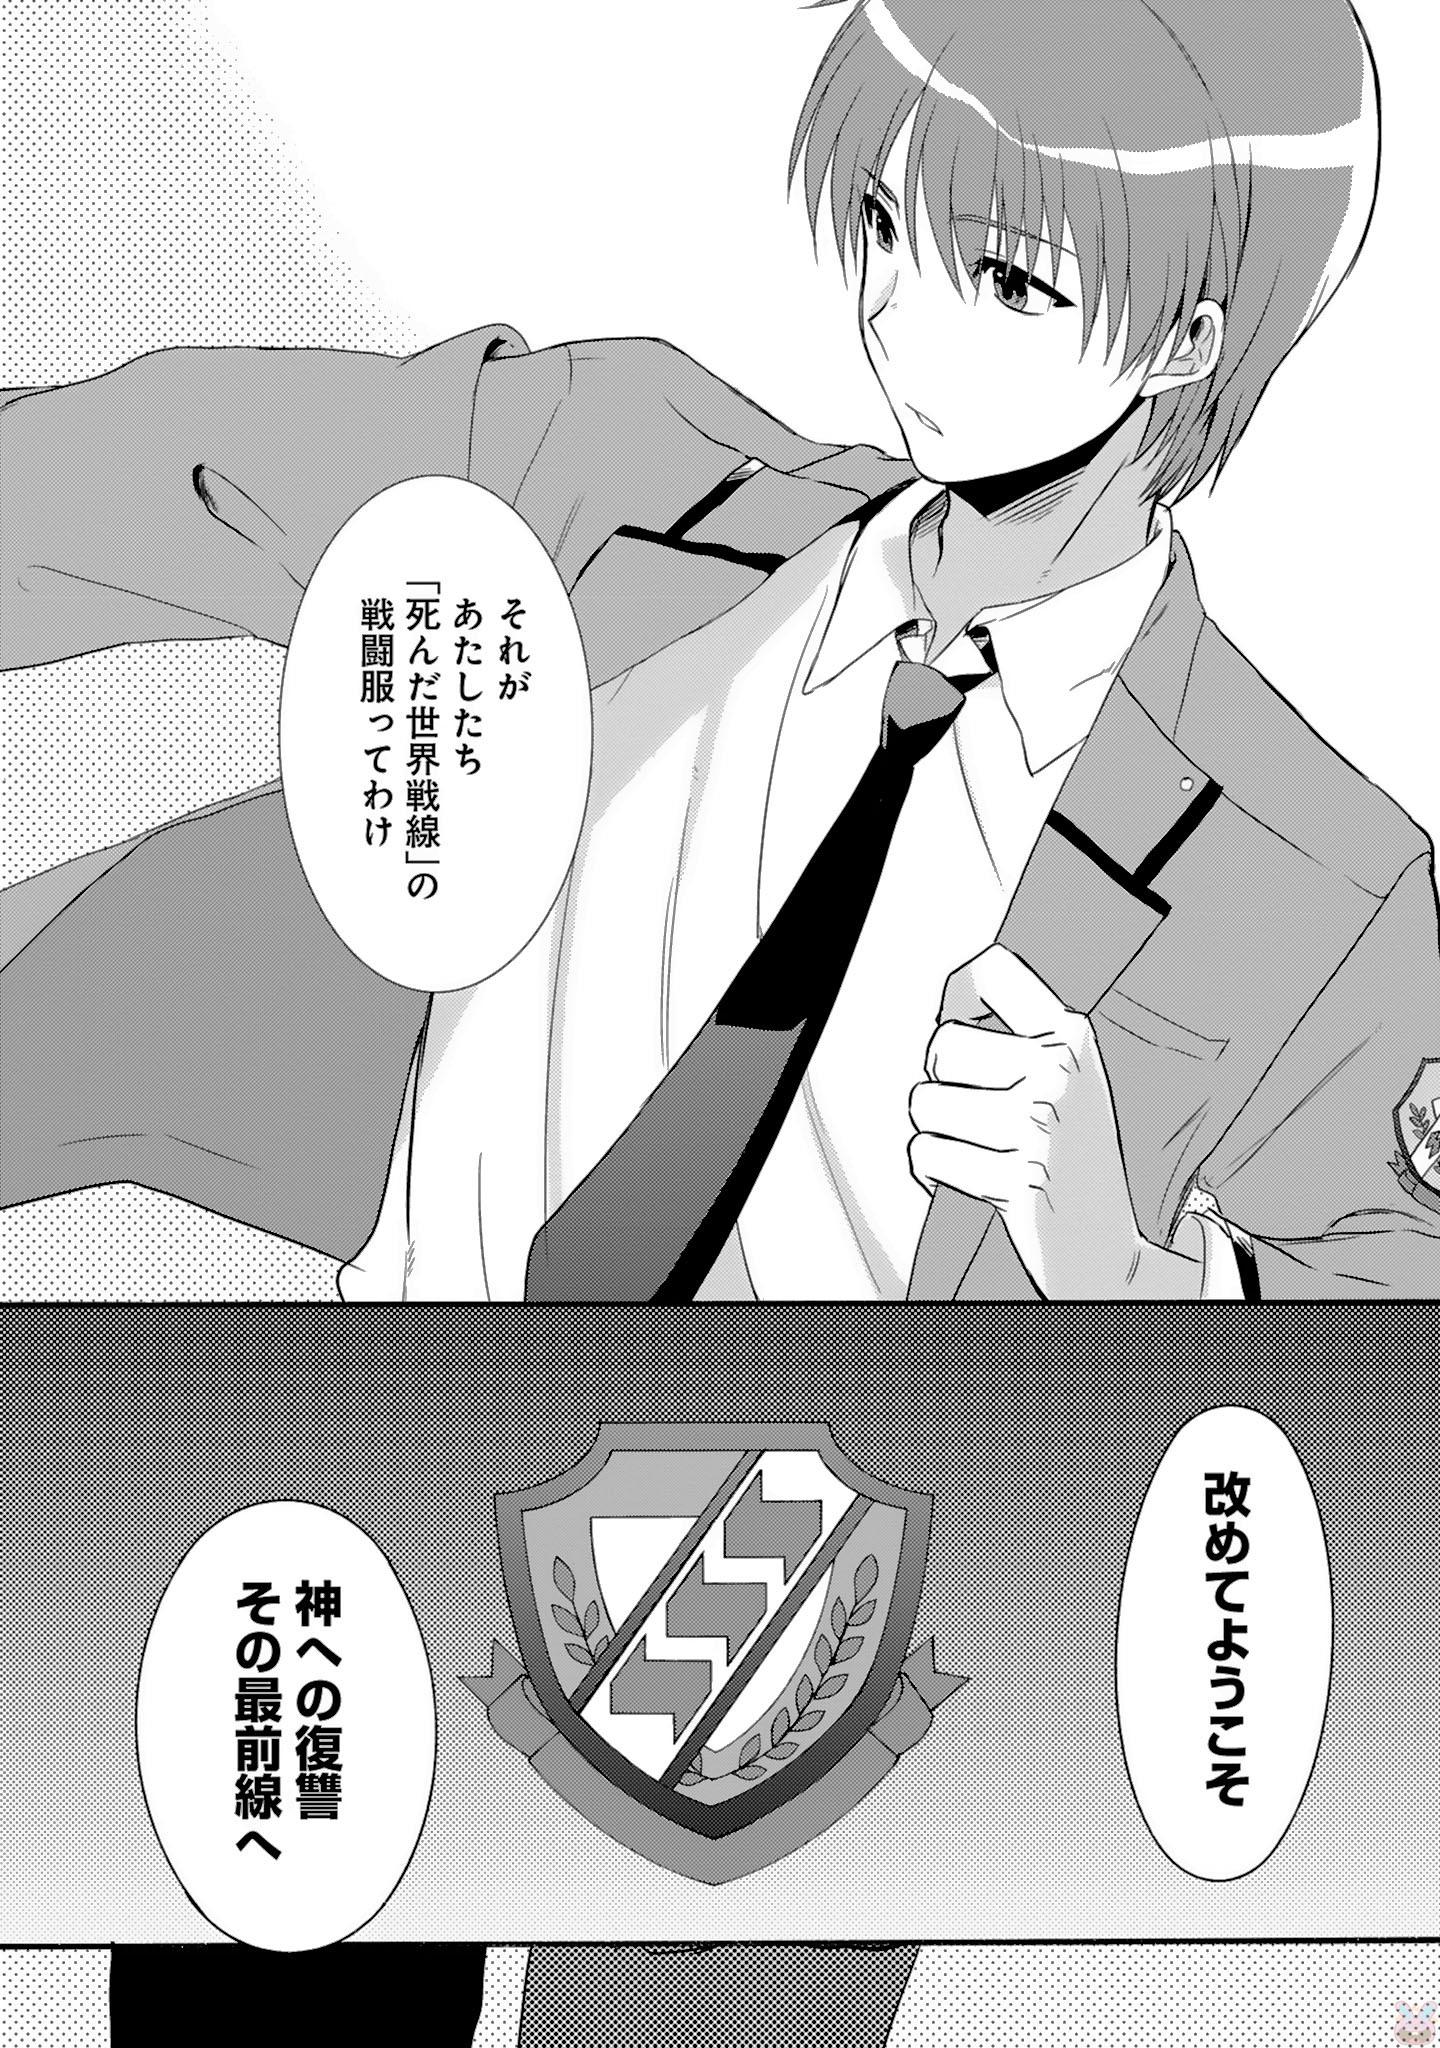 それが
あたしたち
「死んだ世界戦線」の
戦闘服ってわけ
改めてようこそ
神への復讐
その最前線へ